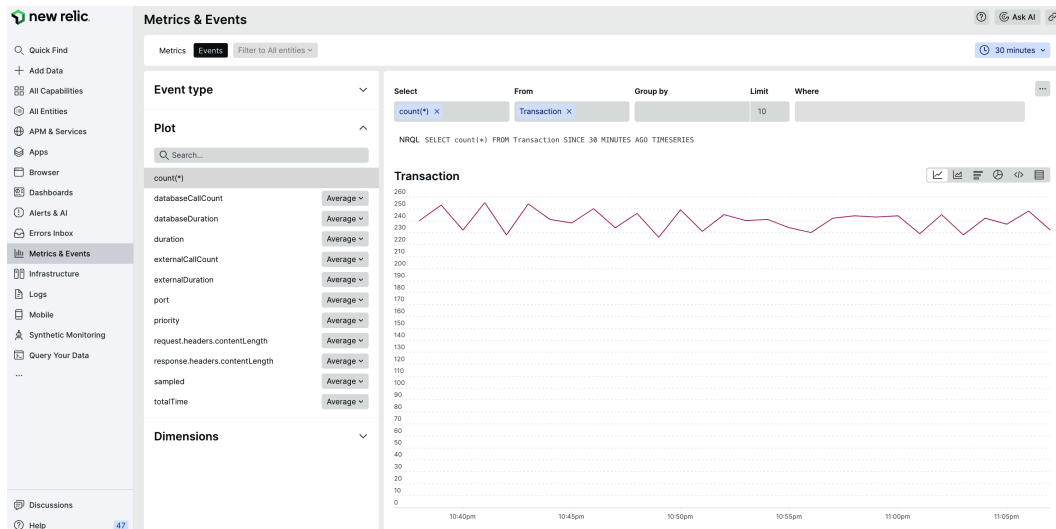 new relic.
Quick Find
Add Data
All Capabilities
All Entities
APM & Services
Apps
Browser
Dashboards
Alerts & AI
Errors Inbox
Metrics & Events
Infrastructure
Logs
Mobile
Synthetic Monitoring
Query Your Data
...
Discussions
Help 47
Metrics & Events
Ask AI
Metrics Events Filter to All entities
30 minutes
Event type
Plot
Search...
count(*)
databaseCallCount Average
databaseDuration Average
duration Average
externalCallCount Average
externalDuration Average
port Average
priority Average
request.headers.contentLength Average
response.headers.contentLength Average
sampled Average
totalTime Average
Dimensions
Select From Group by Limit Where
count(*) × Transaction × 10
NRQL SELECT count(*) FROM Transaction SINCE 30 MINUTES AGO TIMESERIES
Transaction
260
250
240
230
220
210
200
190
180
170
160
150
140
130
120
110
100
90
80
70
60
50
40
30
20
10
0
10:40pm 10:45pm 10:50pm 10:55pm 11:00pm 11:05pm